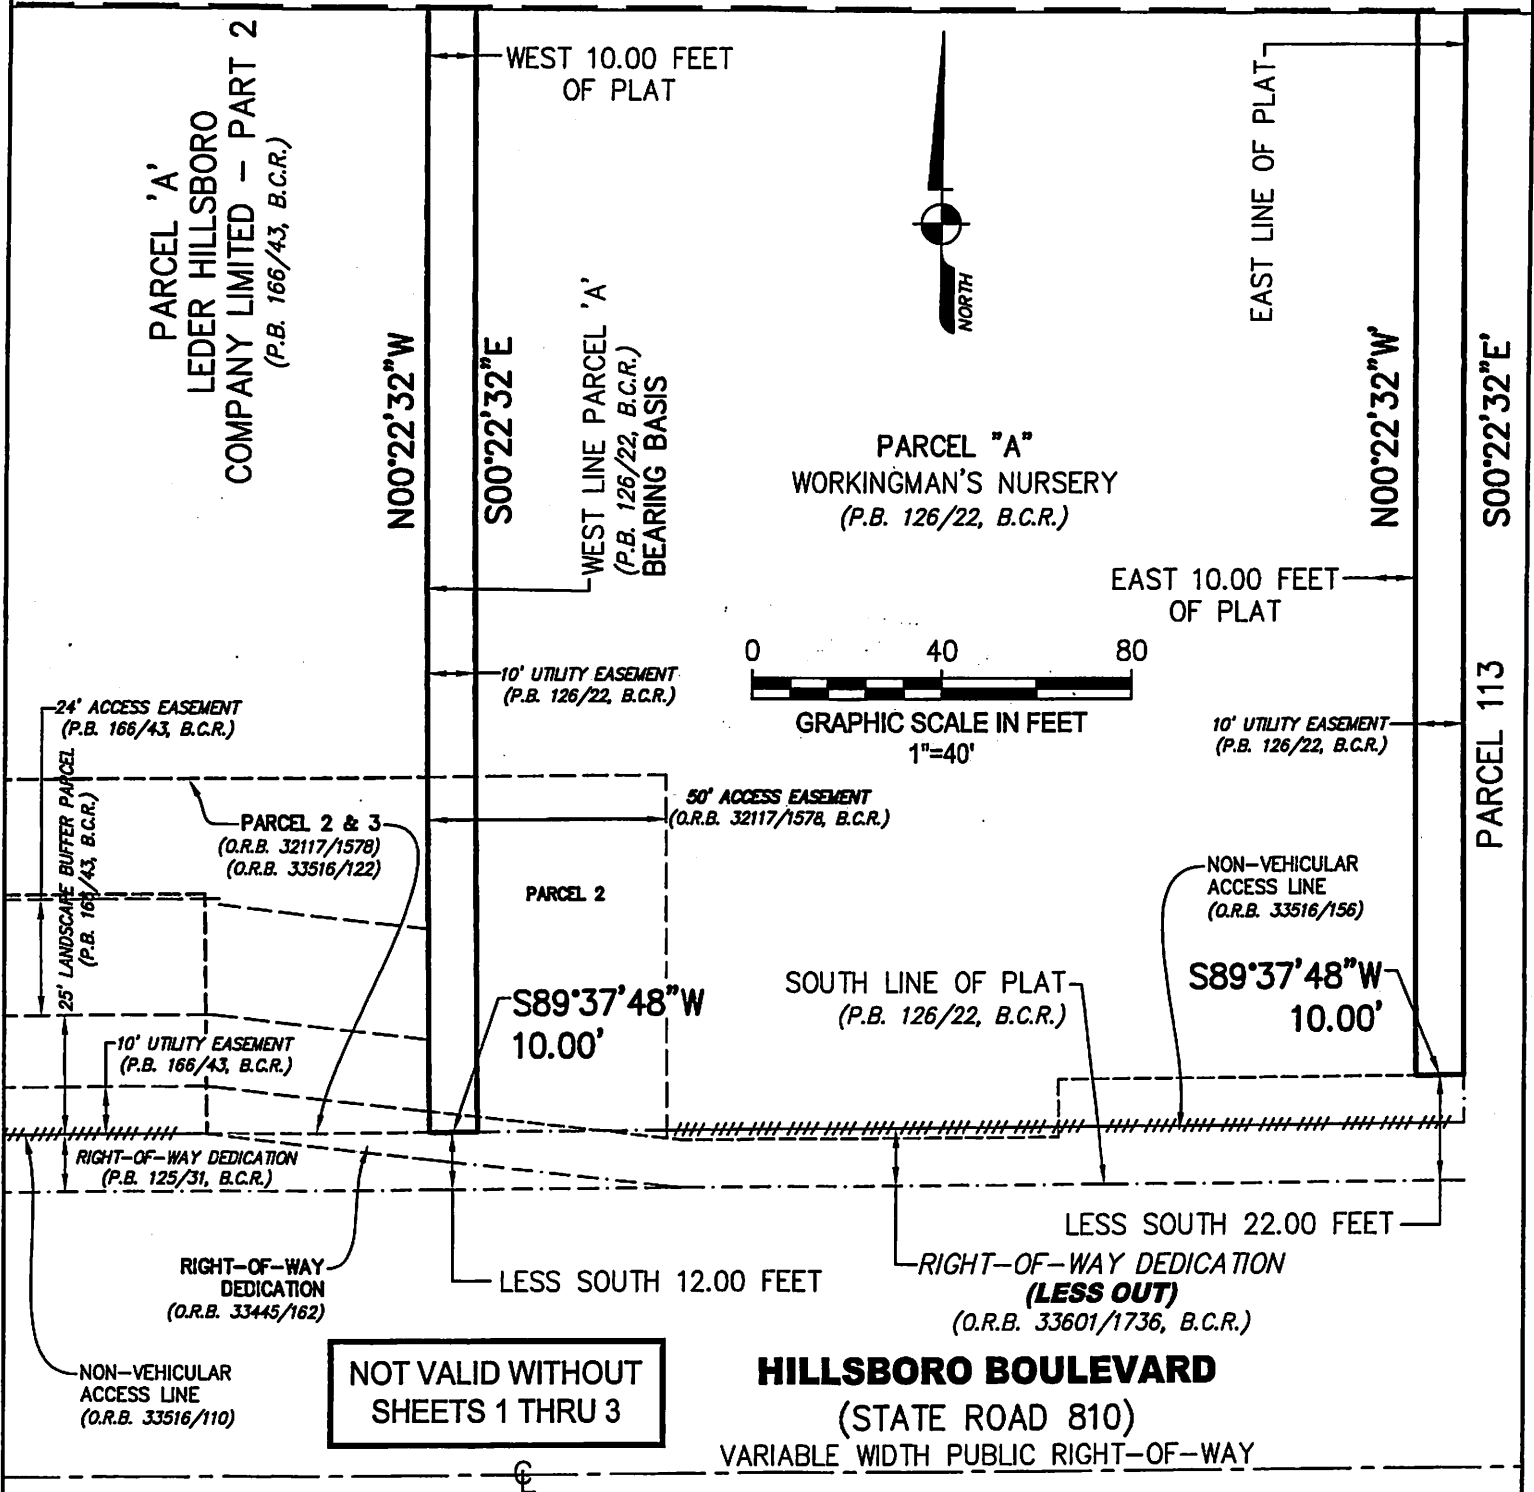 PARCEL 'A'
LEDER HILLSBORO
COMPANY LIMITED - PART 2
(P.B. 166/43, B.C.R.)
WEST 10.00 FEET
OF PLAT
EAST LINE OF PLAT
NORTH
N00°22'32"W
S00°22'32"E
WEST LINE PARCEL 'A'
(P.B. 126/22, B.C.R.)
BEARING BASIS
PARCEL "A"
WORKINGMAN'S NURSERY
(P.B. 126/22, B.C.R.)
N00°22'32"W'
S00°22'32"E'
EAST 10.00 FEET
OF PLAT
0 40 80
GRAPHIC SCALE IN FEET
1"=40'
10' UTILITY EASEMENT
(P.B. 126/22, B.C.R.)
10' UTILITY EASEMENT
(P.B. 126/22, B.C.R.)
PARCEL 113
24' ACCESS EASEMENT
(P.B. 166/43, B.C.R.)
25' LANDSCAPE BUFFER PARCEL
(P.B. 166/43, B.C.R.)
PARCEL 2 & 3
(O.R.B. 32117/1578)
(O.R.B. 33516/122)
50' ACCESS EASEMENT
(O.R.B. 32117/1578, B.C.R.)
PARCEL 2
NON-VEHICULAR
ACCESS LINE
(O.R.B. 33516/156)
S89°37'48"W
10.00'
SOUTH LINE OF PLAT
(P.B. 126/22, B.C.R.)
S89°37'48"W
10.00'
10' UTILITY EASEMENT
(P.B. 166/43, B.C.R.)
RIGHT-OF-WAY DEDICATION
(P.B. 125/31, B.C.R.)
RIGHT-OF-WAY
DEDICATION
(O.R.B. 33445/162)
LESS SOUTH 12.00 FEET
LESS SOUTH 22.00 FEET
RIGHT-OF-WAY DEDICATION
(LESS OUT)
(O.R.B. 33601/1736, B.C.R.)
NON-VEHICULAR
ACCESS LINE
(O.R.B. 33516/110)
NOT VALID WITHOUT
SHEETS 1 THRU 3
HILLSBORO BOULEVARD
(STATE ROAD 810)
VARIABLE WIDTH PUBLIC RIGHT-OF-WAY
℄